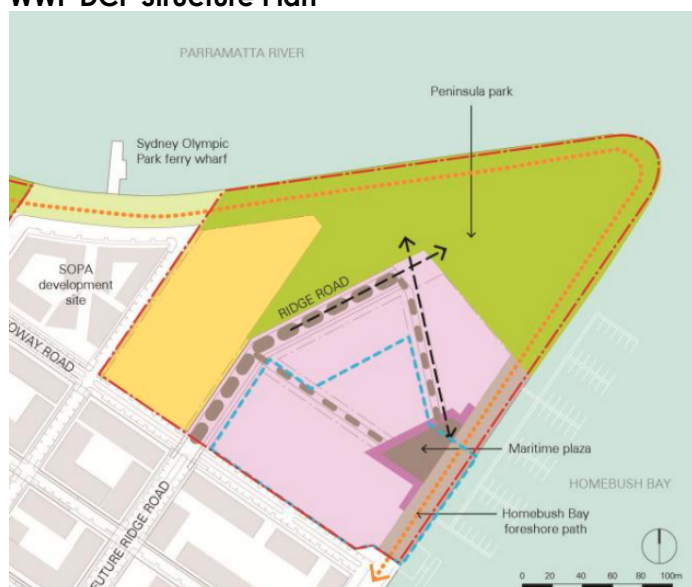 WWP DCP Structure Plan
PARRAMATTA RIVER
Peninsula park
Sydney Olympic
Park ferry wharf
SOPA
development
site
RIDGE ROAD
OWAY ROAD
Maritime plaza
HOMEBUSH BAY
Homebush Bay
foreshore path
FUTURE RIDGE ROAD
0 20 40 60 80 100m